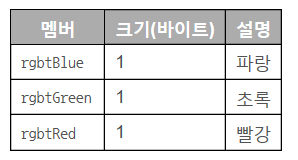 멤버 크기(바이트) 설명
rgbtBlue 1 파랑
rgbtGreen 1 초록
rgbtRed 1 빨강